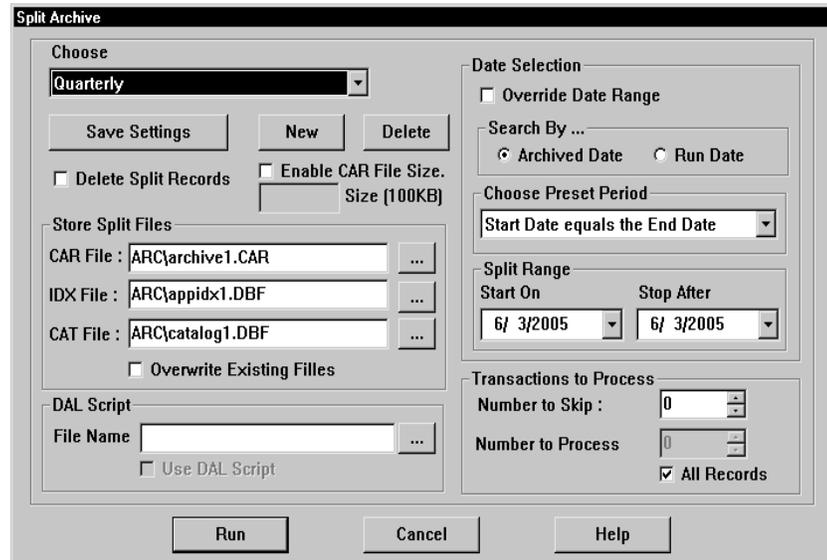 Split Archive
Choose
Quarterly
Save Settings
New
Delete
Delete Split Records
Enable CAR File Size.
Size (100KB)
Store Split Files
CAR File : ARC\archive1.CAR ...
IDX File : ARC\appidx1.DBF ...
CAT File : ARC\catalog1.DBF ...
Overwrite Existing Filles
DAL Script
File Name ...
Use DAL Script
Date Selection
Override Date Range
Search By ...
Archived Date Run Date
Choose Preset Period
Start Date equals the End Date
Split Range
Start On Stop After
6/ 3/2005 6/ 3/2005
Transactions to Process
Number to Skip : 0
Number to Process 0
All Records
Run Cancel Help